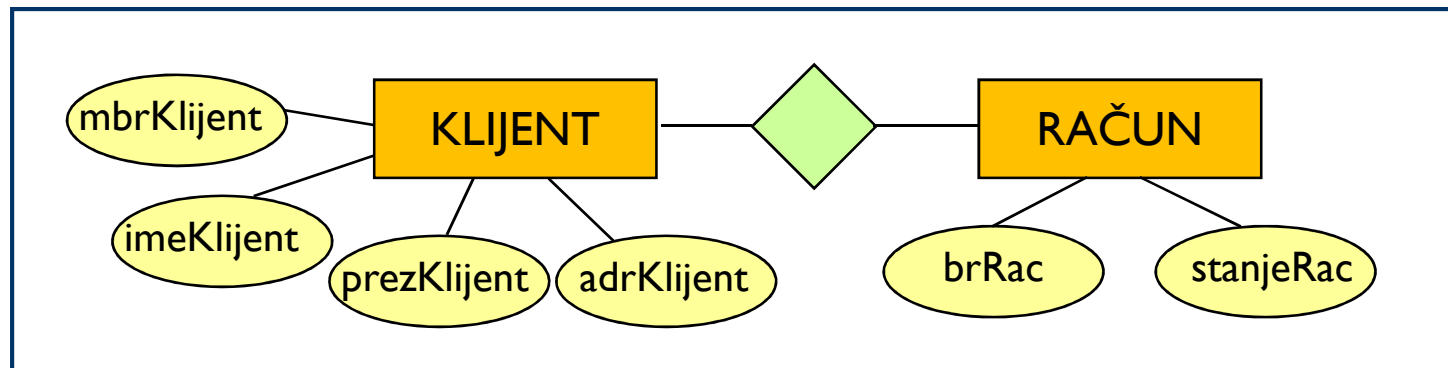 KLIJENT
RAČUN
mbrKlijent
imeKlijent
prezKlijent
adrKlijent
brRac
stanjeRac